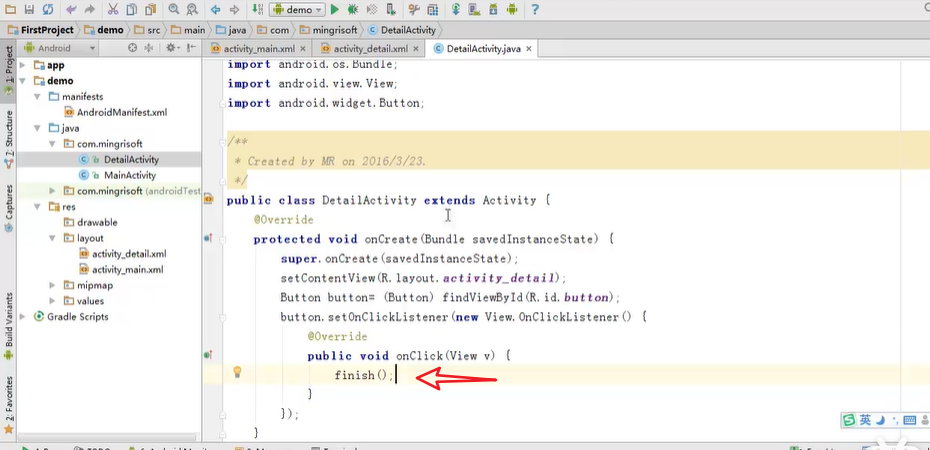 demo
FirstProject demo src main java com mingrisoft DetailActivity
Android
activity_main.xml activity_detail.xml DetailActivity.java
1: Project
7: Structure
Captures
Build Variants
2: Favorites
app
demo
manifests
AndroidManifest.xml
java
com.mingrisoft
DetailActivity
MainActivity
com.mingrisoft (androidTest
res
drawable
layout
activity_detail.xml
activity_main.xml
mipmap
values
Gradle Scripts
import android.os.Bundle;
import android.view.View;
import android.widget.Button;
/**
* Created by MR on 2016/3/23.
*/
public class DetailActivity extends Activity {
@Override
protected void onCreate(Bundle savedInstanceState) {
super.onCreate(savedInstanceState);
setContentView(R.layout.activity_detail);
Button button= (Button) findViewById(R.id.button);
button.setOnClickListener(new View.OnClickListener() {
@Override
public void onClick(View v) {
finish();
}
});
}
英